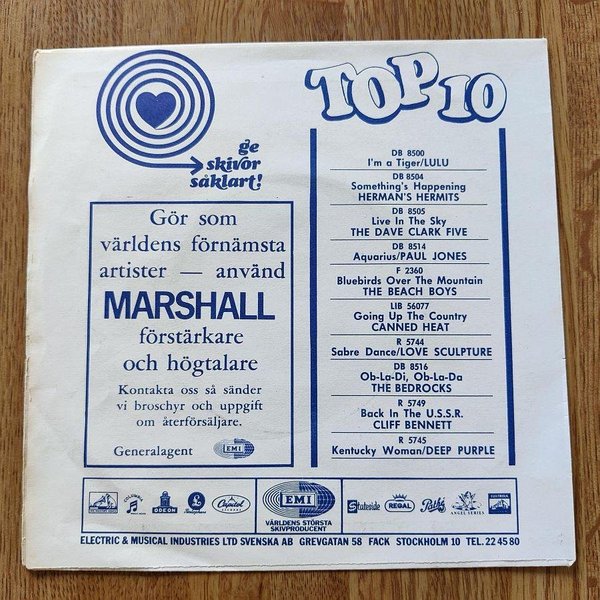 ge
skivor
såklart!
Gör som
världens förnämsta
artister — använd
MARSHALL
förstärkare
och högtalare
Kontakta oss så sänder
vi broschyr och uppgift
om återförsäljare.
Generalagent EMI
TOP 10
DB 8500
I'm a Tiger/LULU
DB 8504
Something's Happening
HERMAN'S HERMITS
DB 8505
Live In The Sky
THE DAVE CLARK FIVE
DB 8514
Aquarius/PAUL JONES
F 2360
Bluebirds Over The Mountain
THE BEACH BOYS
LIB 56077
Going Up The Country
CANNED HEAT
R 5744
Sabre Dance/LOVE SCULPTURE
DB 8516
Ob-La-Di, Ob-La-Da
THE BEDROCKS
R 5749
Back In The U.S.S.R.
CLIFF BENNETT
R 5745
Kentucky Woman/DEEP PURPLE
COLUMBIA ODEON Parlophone Capitol EMI Stateside REGAL Pathé ANGEL SERIES
VÄRLDENS STÖRSTA
SKIVPRODUCENT
ELECTRIC & MUSICAL INDUSTRIES LTD SVENSKA AB GREVGATAN 58 FACK STOCKHOLM 10 TEL. 22 45 80